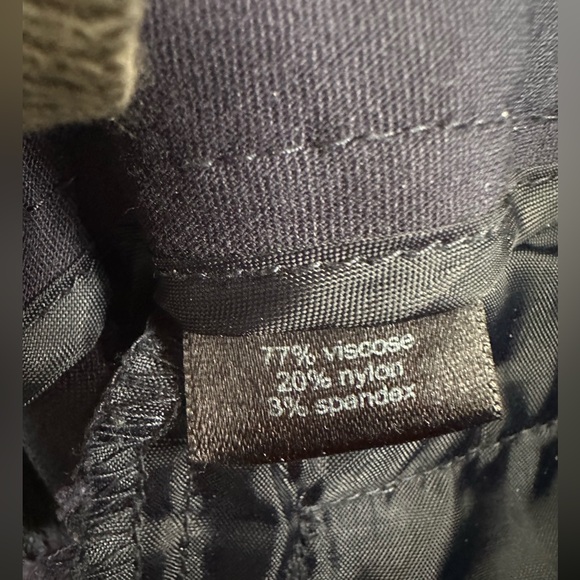 77% viscose
20% nylon
3% spandex